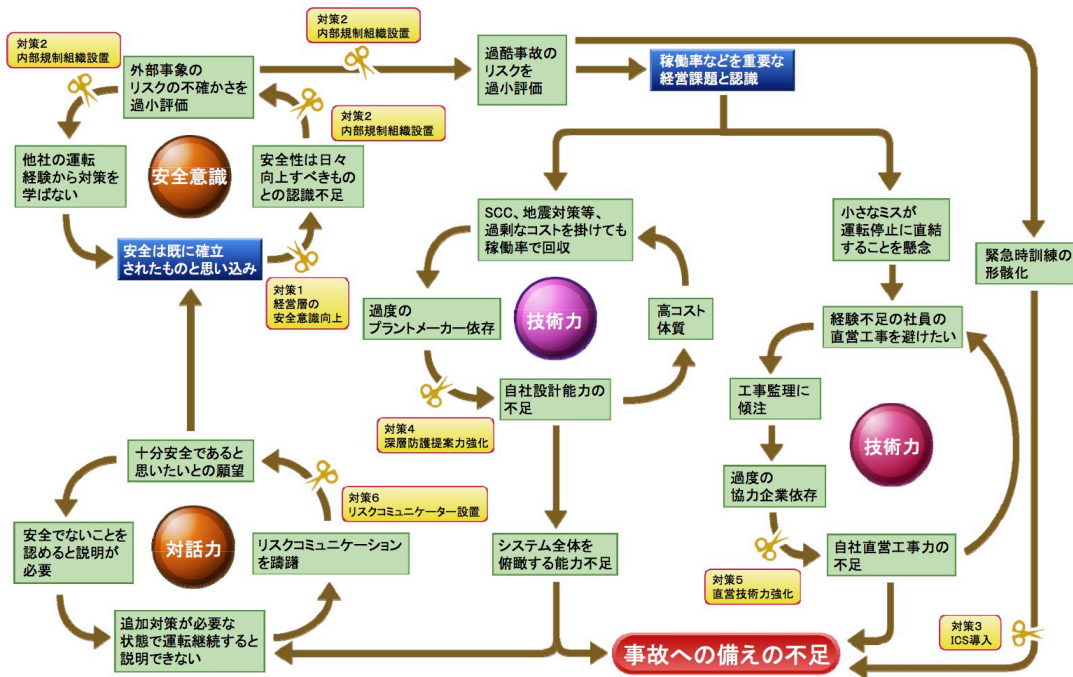 対策2
内部規制組織設置
対策2
内部規制組織設置
外部事象の
リスクの不確かさを
過小評価
過酷事故の
リスクを
過小評価
稼働率などを重要な
経営課題と認識
対策2
内部規制組織設置
他社の運転
経験から対策を
学ばない
安全意識
安全性は日々
向上すべきもの
との認識不足
安全は既に確立
されたものと思い込み
対策1
経営層の
安全意識向上
SCC、地震対策等、
過剰なコストを掛けても
稼働率で回収
小さなミスが
運転停止に直結
することを懸念
緊急時訓練の
形骸化
過度の
プラントメーカー依存
技術力
高コスト
体質
経験不足の社員の
直営工事を避けたい
自社設計能力の
不足
対策4
深層防護提案力強化
工事監理に
傾注
技術力
過度の
協力企業依存
十分安全であると
思いたいとの願望
対策6
リスクコミュニケーター設置
安全でないことを
認めると説明が
必要
対話力
リスクコミュニケーション
を躊躇
システム全体を
俯瞰する能力不足
自社直営工事力の
不足
対策5
直営技術力強化
追加対策が必要な
状態で運転継続すると
説明できない
事故への備えの不足
対策3
ICS導入